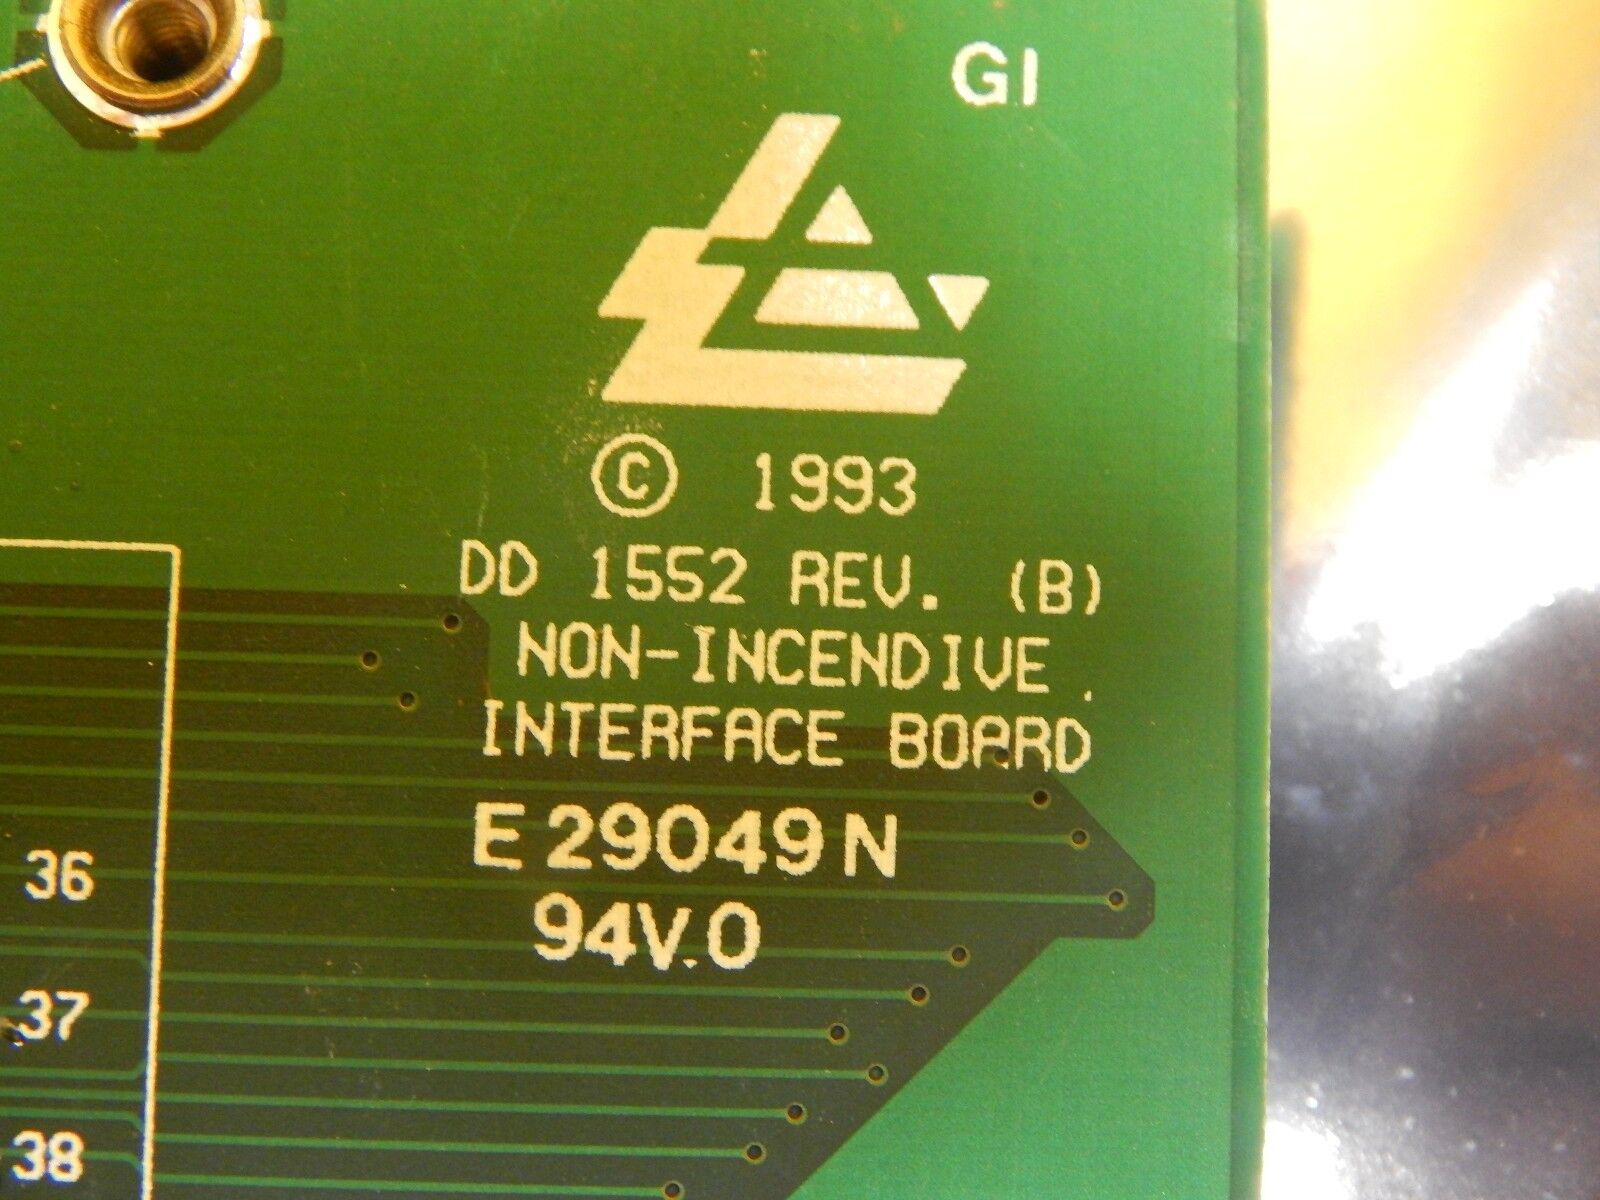 GI
© 1993
DD 1552 REV. (B)
NON-INCENDIVE
INTERFACE BOARD
E29049N
94V.0
36
37
38